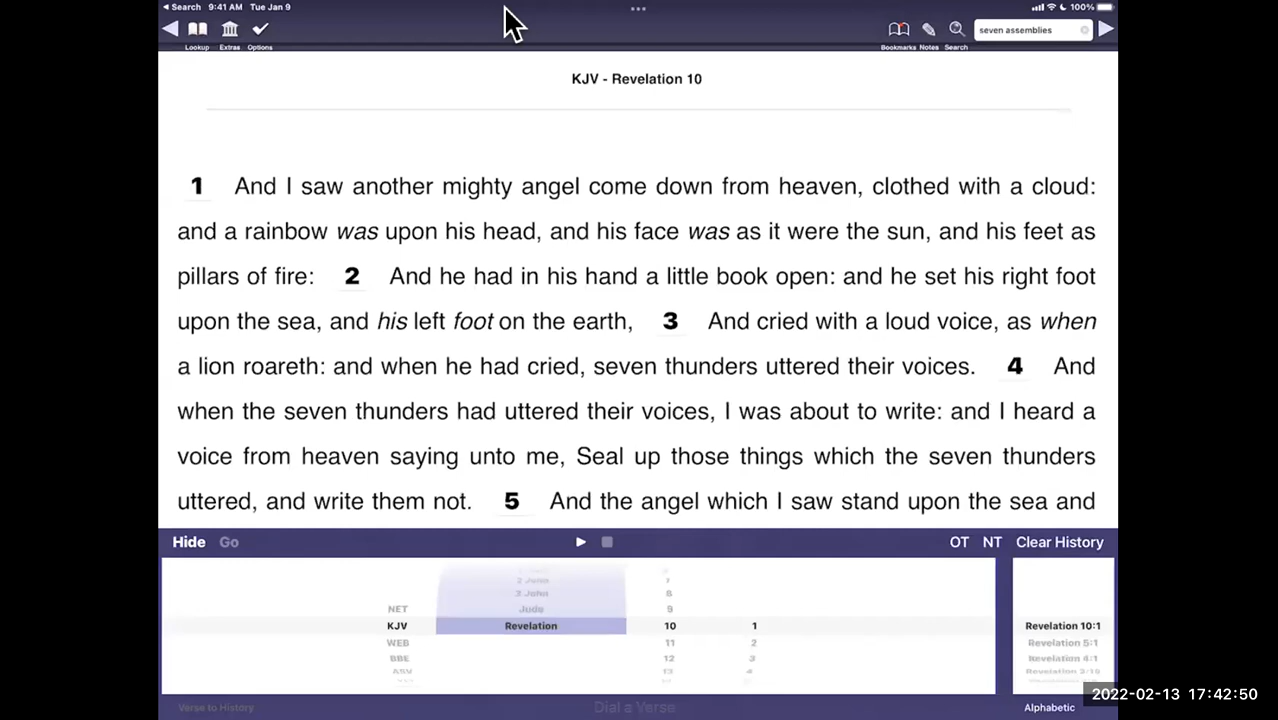 Search 9:41 AM Tue Jan 9
100%
Lookup Extras Options
Bookmarks Notes Search
seven assemblies
KJV - Revelation 10
1 And I saw another mighty angel come down from heaven, clothed with a cloud:
and a rainbow was upon his head, and his face was as it were the sun, and his feet as
pillars of fire: 2 And he had in his hand a little book open: and he set his right foot
upon the sea, and his left foot on the earth, 3 And cried with a loud voice, as when
a lion roareth: and when he had cried, seven thunders uttered their voices. 4 And
when the seven thunders had uttered their voices, I was about to write: and I heard a
voice from heaven saying unto me, Seal up those things which the seven thunders
uttered, and write them not. 5 And the angel which I saw stand upon the sea and
Hide Go OT NT Clear History
2 John 7
3 John 8
NET Jude 9
KJV Revelation 10 1 Revelation 10:1
WEB 11 2 Revelation 5:1
BBE 12 3 Revelation 4:1
ASV 13 4
2022-02-13 17:42:50
Verse to History Dial a Verse Alphabetic